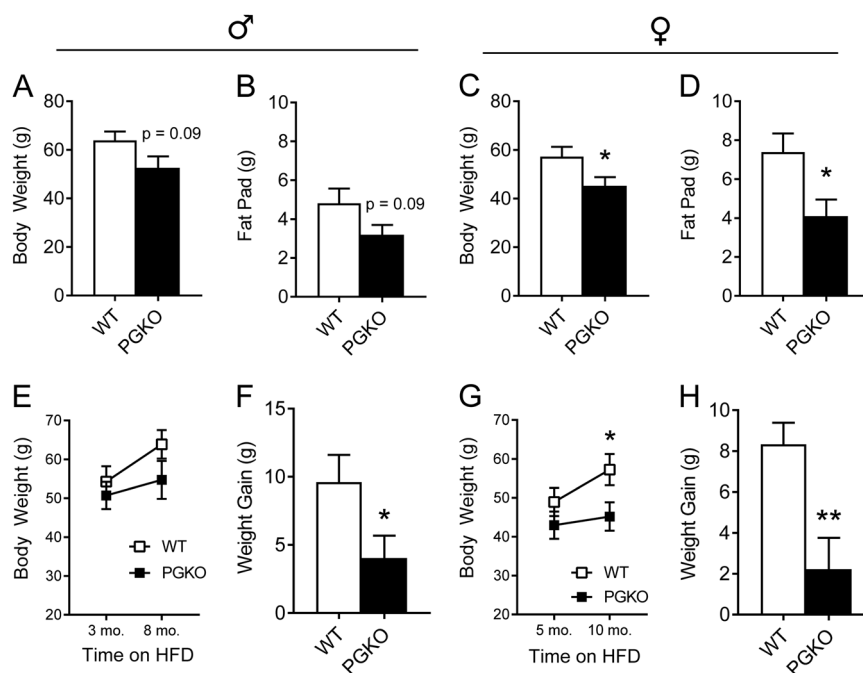 ♂
♀
A
Body Weight (g)
80
60
40
20
0
p = 0.09
WT
PGKO
B
Fat Pad (g)
10
8
6
4
2
0
p = 0.09
WT
PGKO
C
Body Weight (g)
80
60
40
20
0
*
WT
PGKO
D
Fat Pad (g)
10
8
6
4
2
0
*
WT
PGKO
E
Body Weight (g)
70
60
50
40
30
20
WT
PGKO
3 mo. 8 mo.
Time on HFD
F
Weight Gain (g)
15
10
5
0
*
WT
PGKO
G
Body Weight (g)
70
60
50
40
30
20
*
WT
PGKO
5 mo. 10 mo.
Time on HFD
H
Weight Gain (g)
10
8
6
4
2
0
**
WT
PGKO